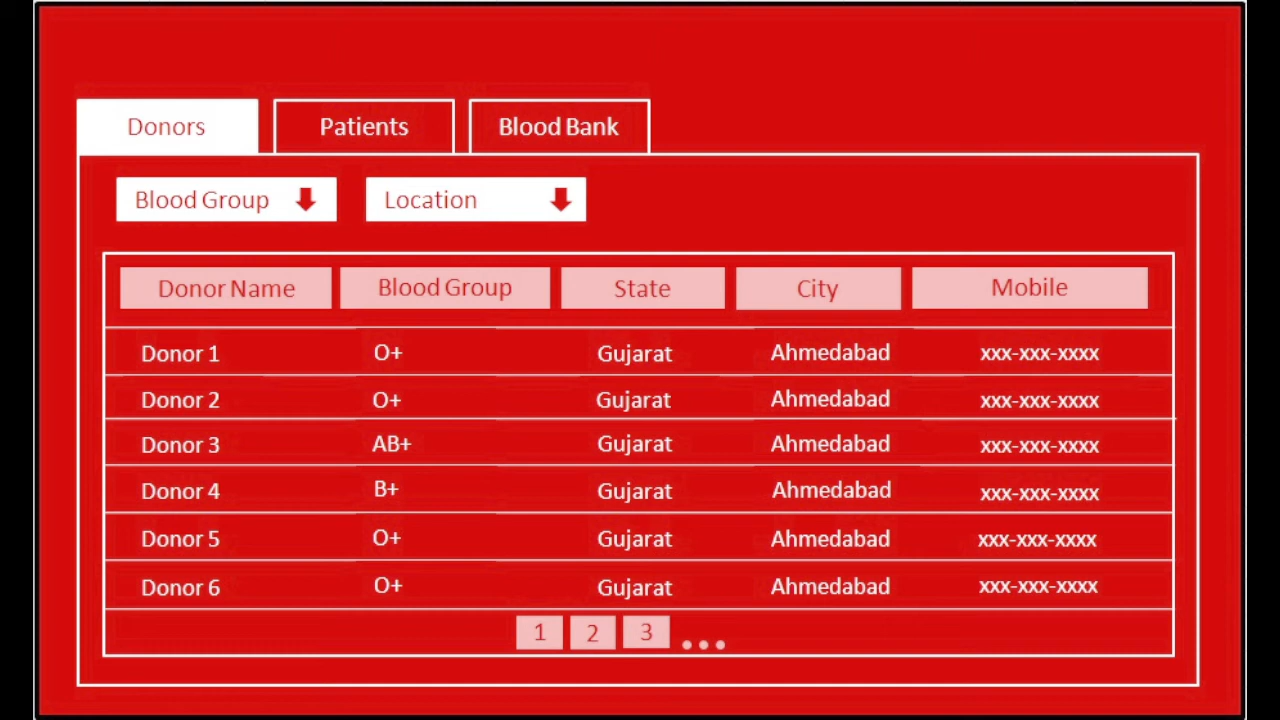 Donors Patients Blood Bank
Blood Group Location
Donor Name Blood Group State City Mobile
Donor 1 O+ Gujarat Ahmedabad xxx-xxx-xxxx
Donor 2 O+ Gujarat Ahmedabad xxx-xxx-xxxx
Donor 3 AB+ Gujarat Ahmedabad xxx-xxx-xxxx
Donor 4 B+ Gujarat Ahmedabad xxx-xxx-xxxx
Donor 5 O+ Gujarat Ahmedabad xxx-xxx-xxxx
Donor 6 O+ Gujarat Ahmedabad xxx-xxx-xxxx
1 2 3 ...